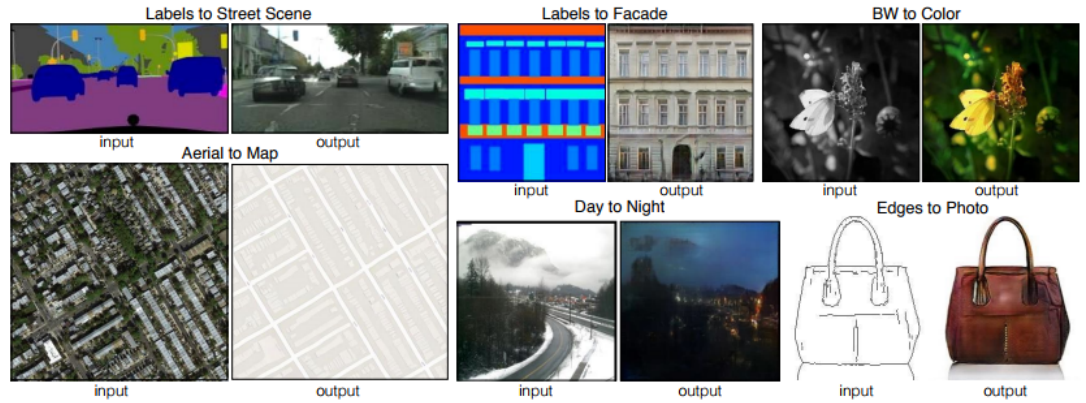 Labels to Street Scene
input
output
Aerial to Map
input
output
Labels to Facade
input
output
BW to Color
input
output
Day to Night
input
output
Edges to Photo
input
output